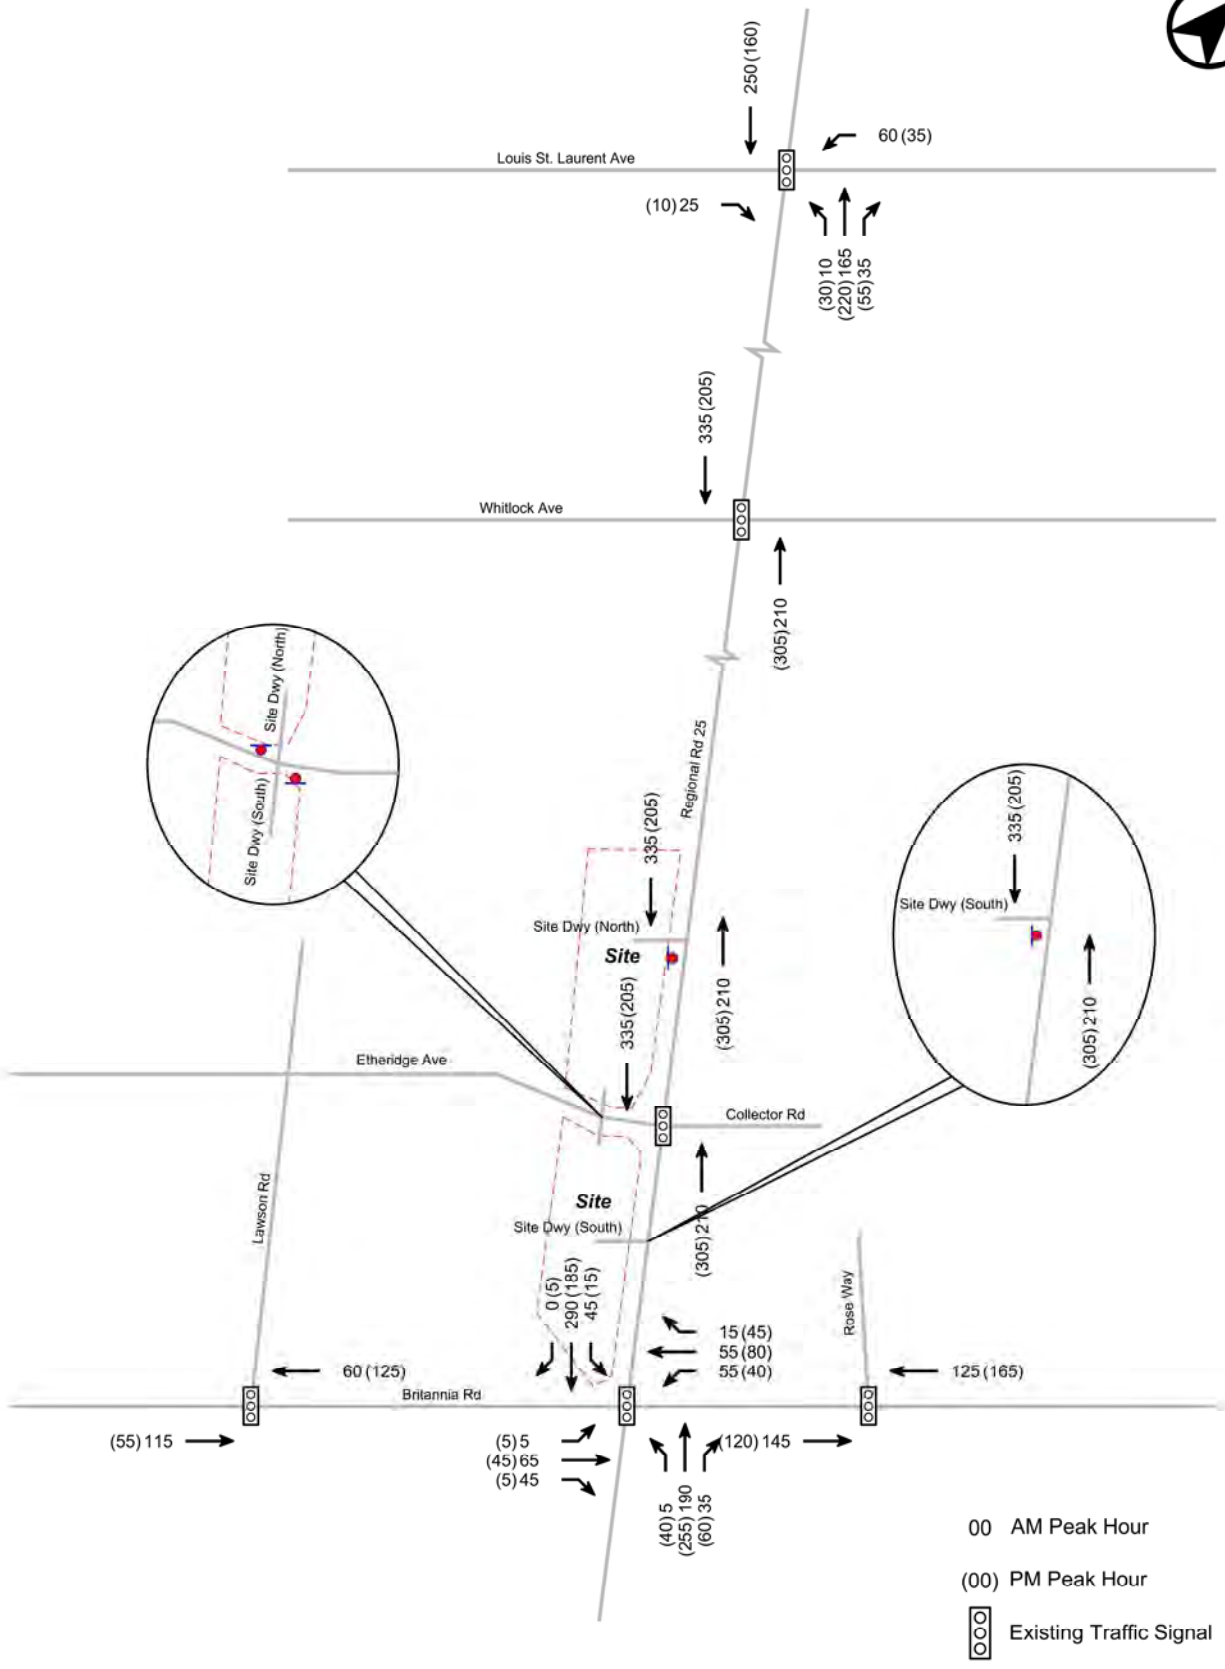 250 (160)
60 (35)
Louis St. Laurent Ave
(10) 25
(30) 10
(220) 165
(55) 35
335 (205)
Whitlock Ave
(305) 210
Site Dwy (North)
Site Dwy (South)
Regional Rd 25
335 (205)
335 (205)
Site Dwy (South)
(305) 210
Site Dwy (North)
Site
335 (205)
(305) 210
Etheridge Ave
Collector Rd
Lawson Rd
Site
Site Dwy (South)
(305) 210
0 (5)
290 (185)
45 (15)
Rose Way
15 (45)
55 (80)
55 (40)
60 (125)
125 (165)
Britannia Rd
(55) 115
(5) 5
(45) 65
(5) 45
(120) 145
(40) 5
(255) 190
(60) 35
00 AM Peak Hour
(00) PM Peak Hour
Existing Traffic Signal